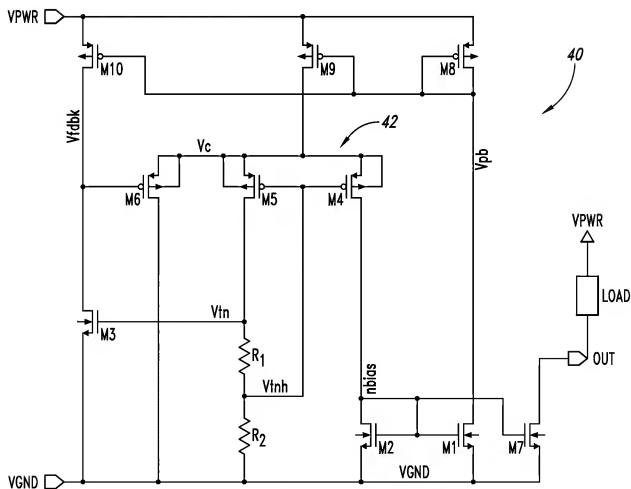 VPWR
M10
M9
M8
40
Vfdbk
42
Vc
Vpb
M6
M5
M4
VPWR
LOAD
Vtn
M3
R1
OUT
Vtnh
nbias
R2
M2
M1
M7
VGND
VGND